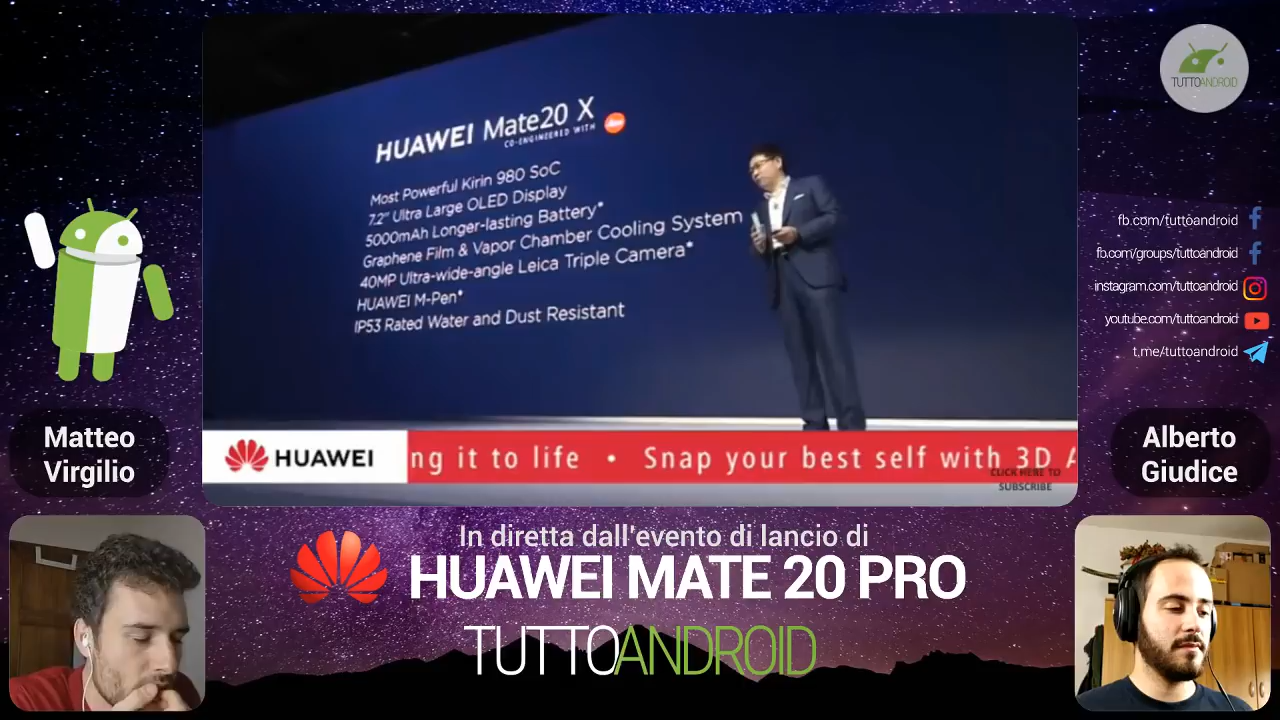 HUAWEI Mate20 X
CO-ENGINEERED WITH
Most Powerful Kirin 980 SoC
7.2" Ultra Large OLED Display
5000mAh Longer-lasting Battery*
Graphene Film & Vapor Chamber Cooling System
40MP Ultra-wide-angle Leica Triple Camera*
HUAWEI M-Pen*
IP53 Rated Water and Dust Resistant
HUAWEI
ng it to life • Snap your best self with 3D A
CLICK HERE TO
SUBSCRIBE
TUTTOANDROID
fb.com/tuttoandroid
fb.com/groups/tuttoandroid
instagram.com/tuttoandroid
youtube.com/tuttoandroid
t.me/tuttoandroid
Matteo
Virgilio
Alberto
Giudice
In diretta dall'evento di lancio di
HUAWEI MATE 20 PRO
TUTTOANDROID